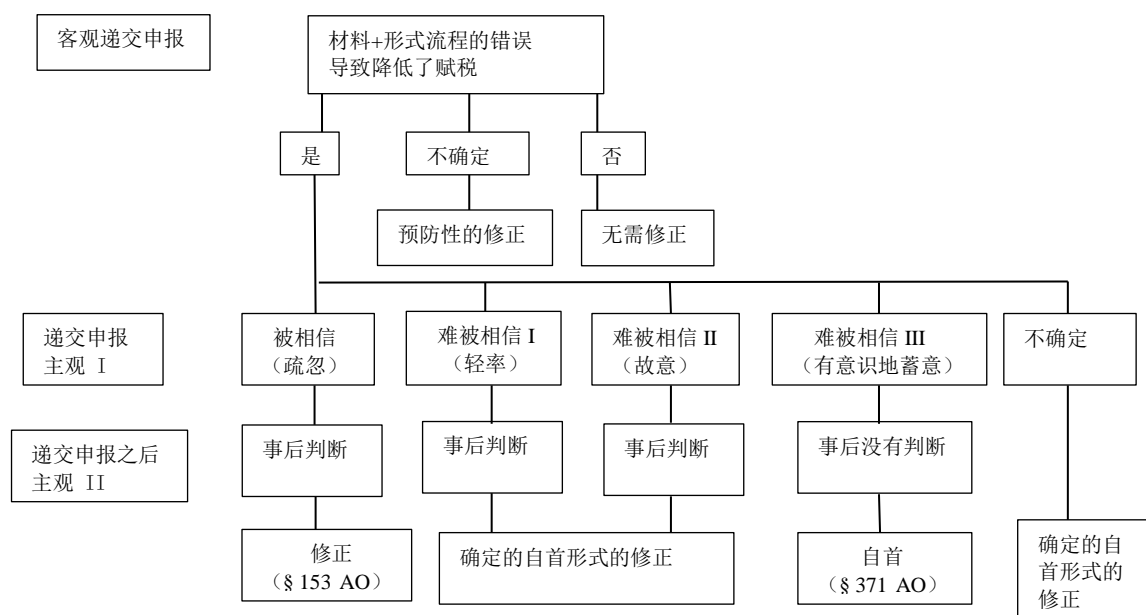 客观递交申报
材料+形式流程的错误
导致降低了赋税
是
不确定
否
预防性的修正
无需修正
递交申报
主观 I
被相信
（疏忽）
难被相信 I
（轻率）
难被相信 II
（故意）
难被相信 III
（有意识地蓄意）
不确定
递交申报之后
主观 II
事后判断
事后判断
事后判断
事后没有判断
修正
（§ 153 AO）
确定的自首形式的修正
自首
（§ 371 AO）
确定的自
首形式的
修正